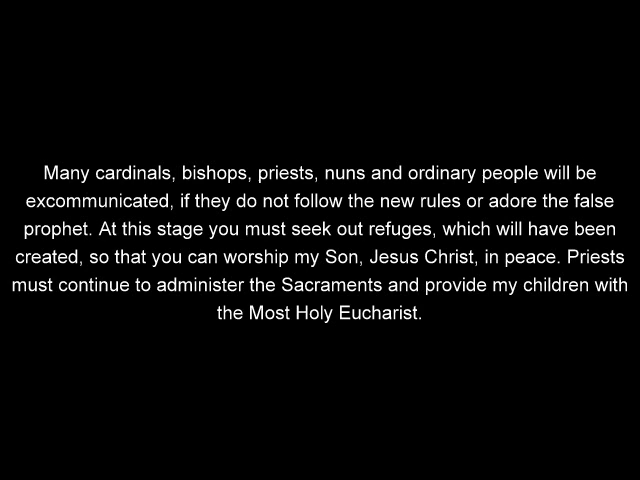 Many cardinals, bishops, priests, nuns and ordinary people will be
excommunicated, if they do not follow the new rules or adore the false
prophet. At this stage you must seek out refuges, which will have been
created, so that you can worship my Son, Jesus Christ, in peace. Priests
must continue to administer the Sacraments and provide my children with
the Most Holy Eucharist.